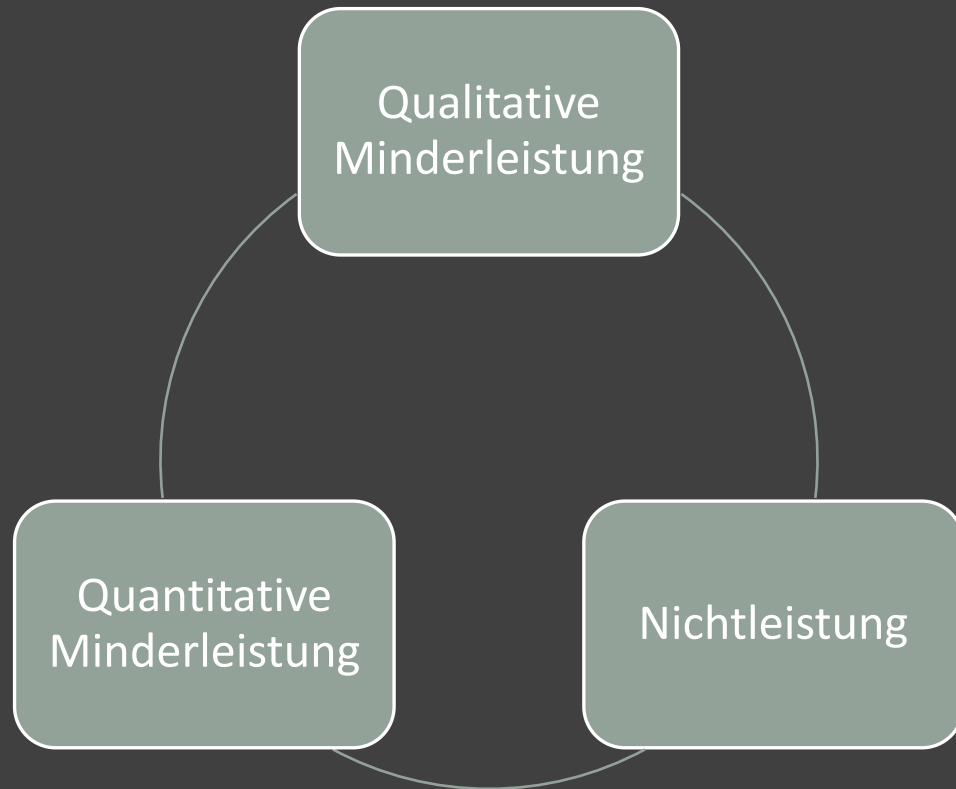 Qualitative
Minderleistung
Quantitative
Minderleistung
Nichtleistung